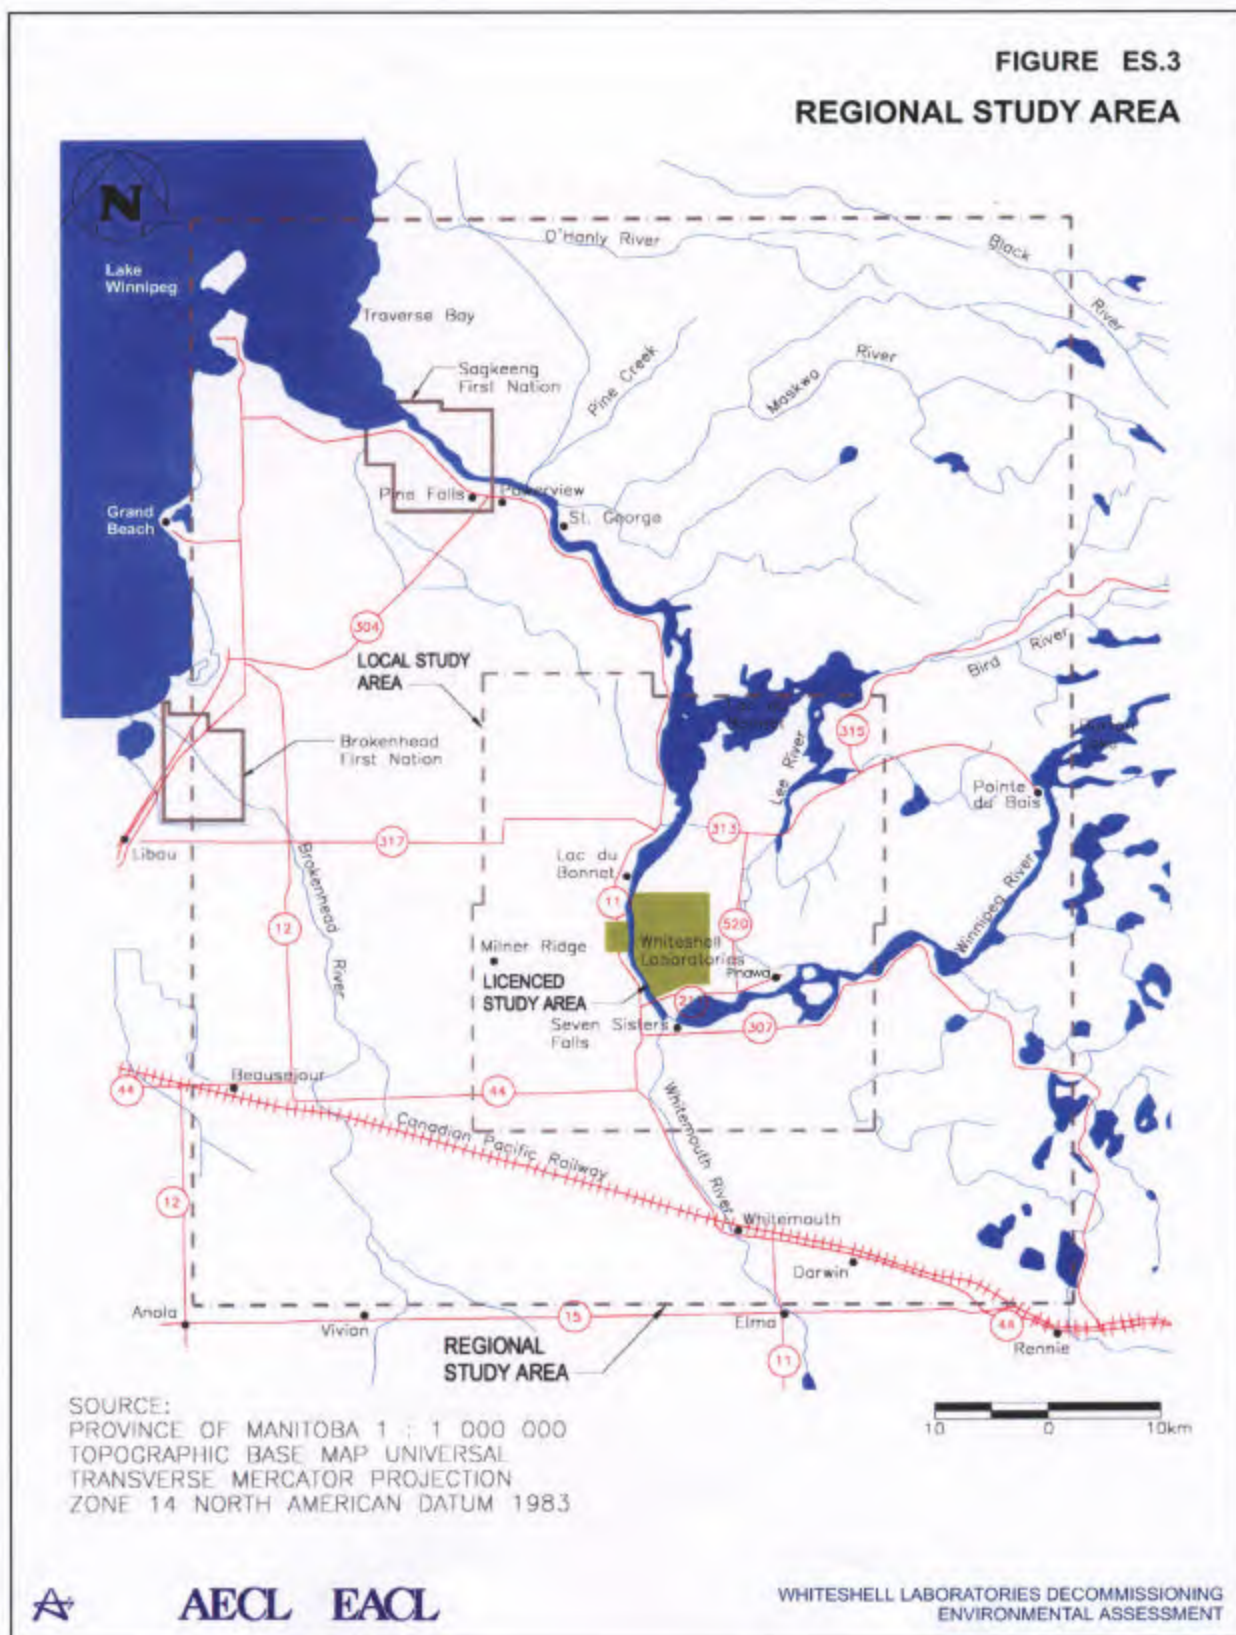 FIGURE ES.3
REGIONAL STUDY AREA
N
O'Hanly River
Black
River
Lake
Winnipeg
Traverse Bay
Sagkeeng
First Nation
Pine Creek
Maskwa
River
Pine Falls
Powerview
Grand
Beach
St. George
304
LOCAL STUDY
AREA
Bird
River
Brokenhead
First Nation
Lee River
315
Pointe
du Bois
Libau
317
313
Brokenhead
River
Lac du
Bonnet
11
12
520
Winnipeg River
Milner Ridge
Whiteshell
Laboratories
Pinawa
LICENCED
STUDY AREA
Seven Sisters
Falls
307
Beausejour
44
44
Canadian Pacific Railway
Whitemouth River
12
Whitemouth
Darwin
Anola
Vivian
15
Elma
44
Rennie
11
REGIONAL
STUDY AREA
10
0
10km
SOURCE:
PROVINCE OF MANITOBA 1 : 1 000 000
TOPOGRAPHIC BASE MAP UNIVERSAL
TRANSVERSE MERCATOR PROJECTION
ZONE 14 NORTH AMERICAN DATUM 1983
AECL EACL
WHITESHELL LABORATORIES DECOMMISSIONING
ENVIRONMENTAL ASSESSMENT